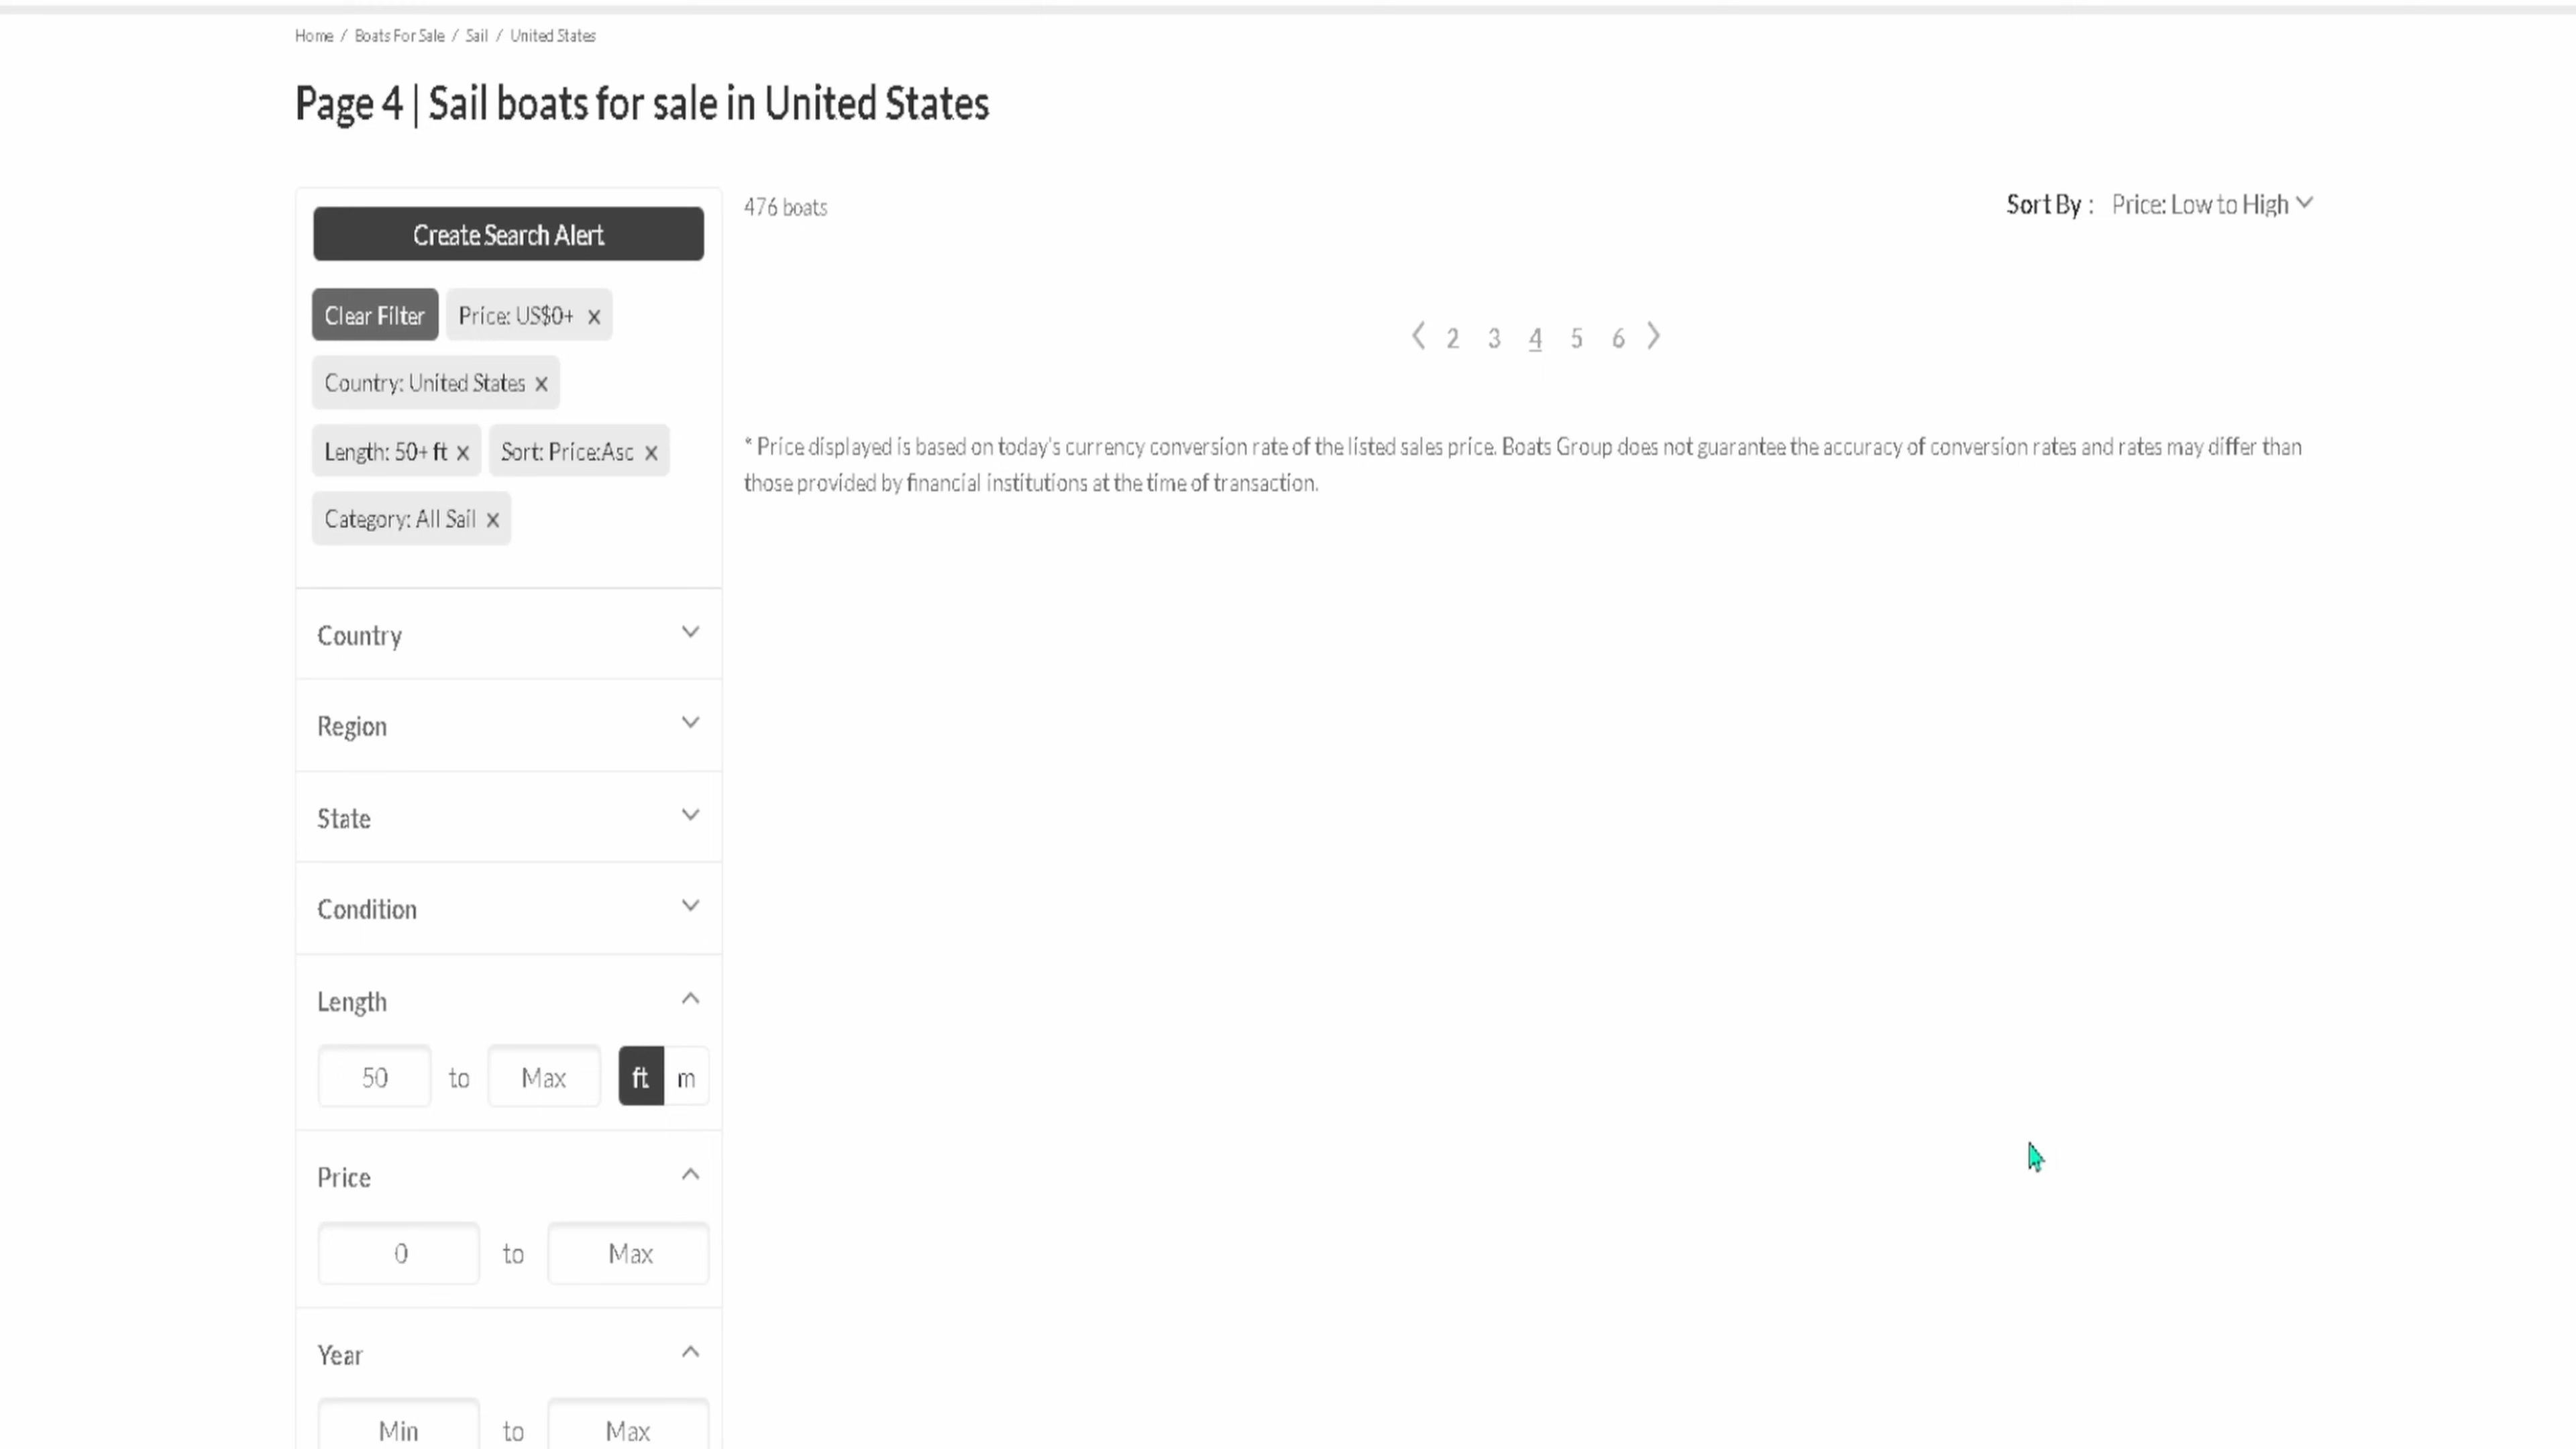 Home / Boats For Sale / Sail / United States
Page 4 | Sail boats for sale in United States
Create Search Alert
Clear Filter
Price: US$0+ x
Country: United States x
Length: 50+ ft x
Sort: Price:Asc x
Category: All Sail x
Country
Region
State
Condition
Length
50 to Max ft m
Price
0 to Max
Year
Min to Max
476 boats
Sort By : Price: Low to High
2 3 4 5 6
* Price displayed is based on today's currency conversion rate of the listed sales price. Boats Group does not guarantee the accuracy of conversion rates and rates may differ than
those provided by financial institutions at the time of transaction.